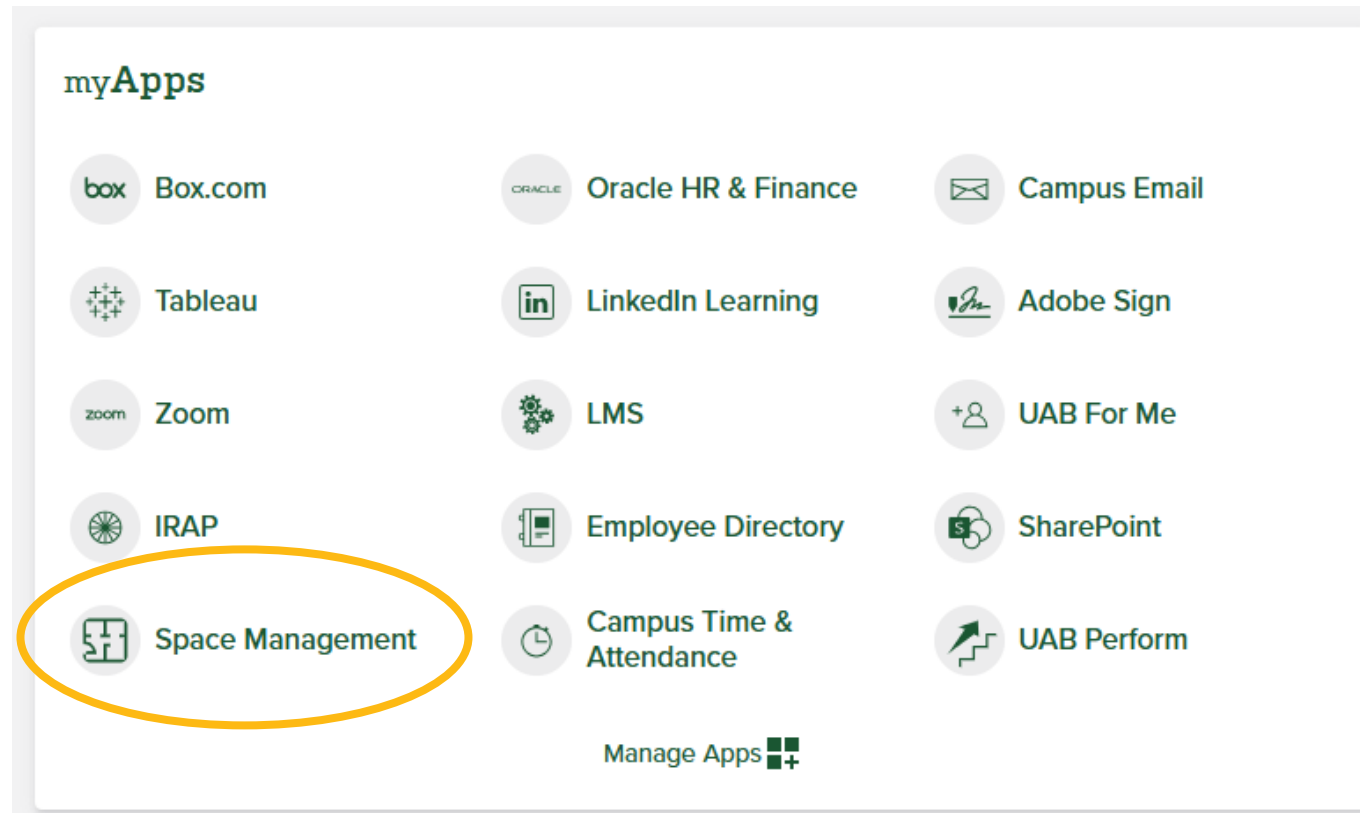 myApps
box Box.com
ORACLE Oracle HR & Finance
Campus Email
Tableau
in LinkedIn Learning
Adobe Sign
zoom Zoom
LMS
UAB For Me
IRAP
Employee Directory
S SharePoint
Space Management
Campus Time &
Attendance
UAB Perform
Manage Apps